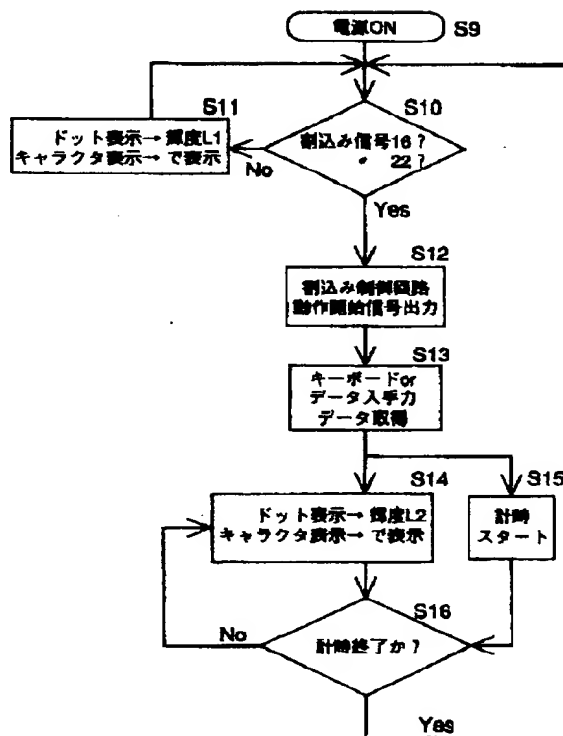 電源ON
S9
S11
S10
ドット表示→輝度L1
キャラクタ表示→で表示
割込み信号16?
〃 22?
No
Yes
S12
割込み制御回路
動作開始信号出力
S13
キーボードor
データ入手力
データ取得
S14
S15
ドット表示→輝度L2
キャラクタ表示→で表示
計時
スタート
S16
No
計時終了か?
Yes